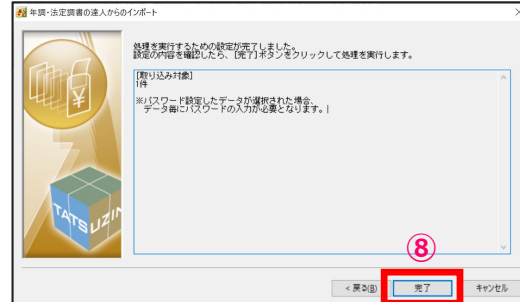 年調・法定調書の達人からのインポート
処理を実行するための設定が完了しました。
設定の内容を確認したら、[完了]ボタンをクリックして処理を実行します。
[取り込み対象]
1件
※パスワード設定したデータが選択された場合、
データ毎にパスワードの入力が必要となります。
TATSUZIN
⑧
< 戻る(B)
完了
キャンセル